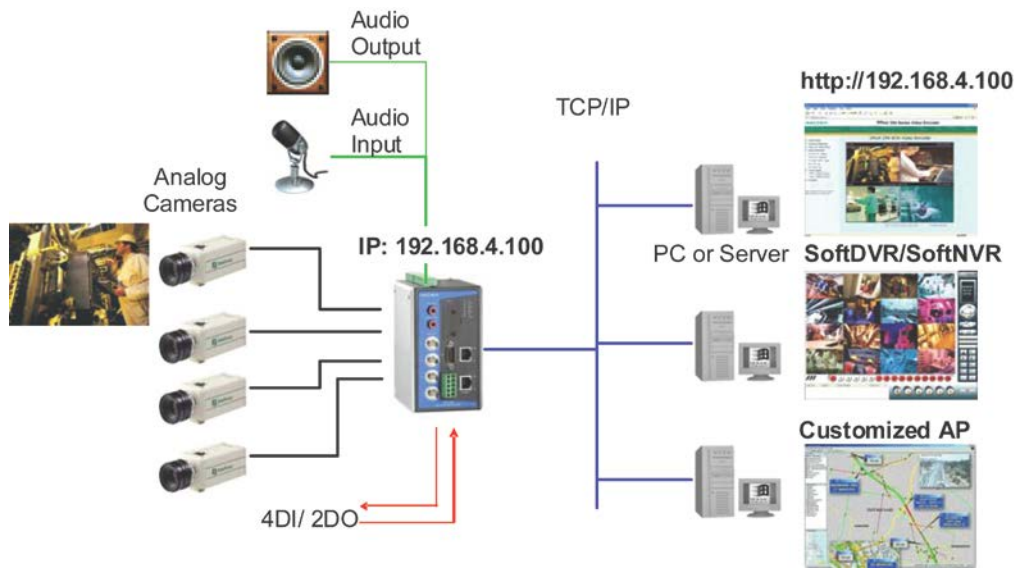 Audio
Output
http://192.168.4.100
TCP/IP
Audio
Input
Analog
Cameras
IP: 192.168.4.100
PC or Server
SoftDVR/SoftNVR
Customized AP
4DI/ 2DO